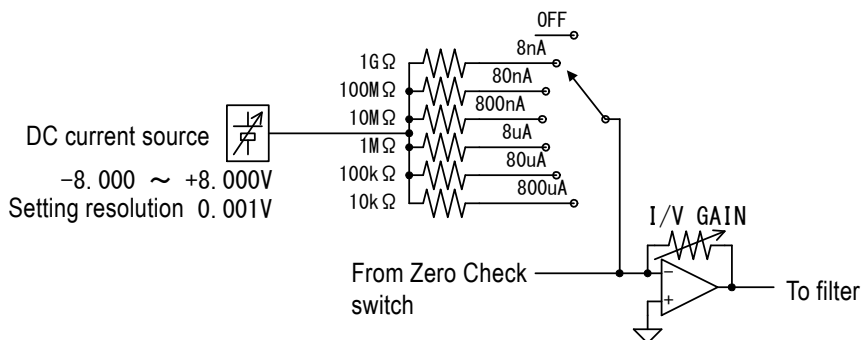 OFF
1GΩ 8nA
100MΩ 80nA
10MΩ 800nA
1MΩ 8uA
100kΩ 80uA
10kΩ 800uA
DC current source
-8.000 ～ +8.000V
Setting resolution 0.001V
I/V GAIN
From Zero Check
switch
−
+
To filter